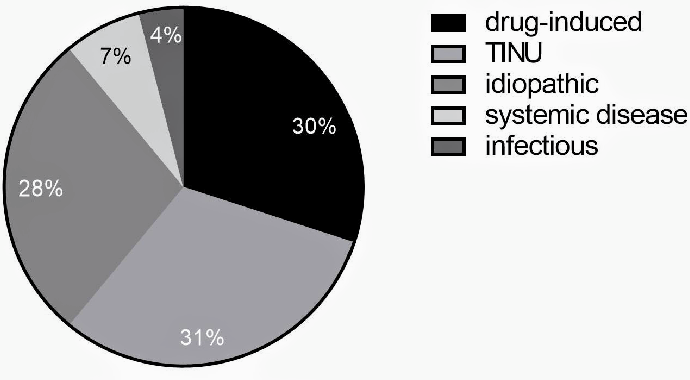 drug-induced
TINU
idiopathic
systemic disease
infectious
4%
7%
30%
28%
31%